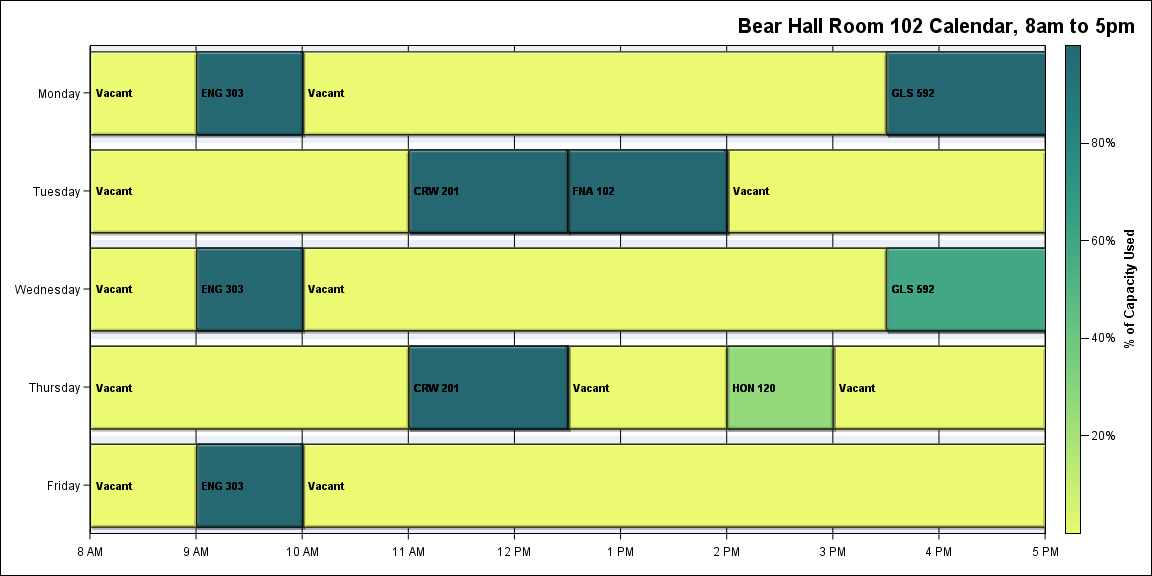 Bear Hall Room 102 Calendar, 8am to 5pm
Monday
Vacant
ENG 303
Vacant
GLS 592
Tuesday
Vacant
CRW 201
FNA 102
Vacant
Wednesday
Vacant
ENG 303
Vacant
GLS 592
Thursday
Vacant
CRW 201
Vacant
HON 120
Vacant
Friday
Vacant
ENG 303
Vacant
8 AM
9 AM
10 AM
11 AM
12 PM
1 PM
2 PM
3 PM
4 PM
5 PM
80%
60%
40%
20%
% of Capacity Used